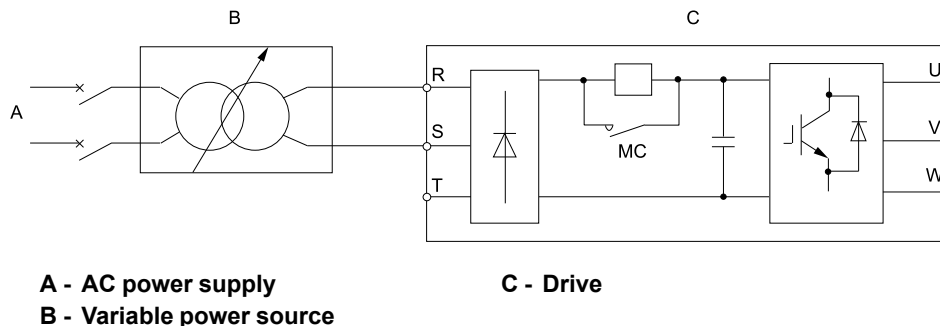 B
C
A
R
S
T
MC
U
V
W
A - AC power supply
B - Variable power source
C - Drive